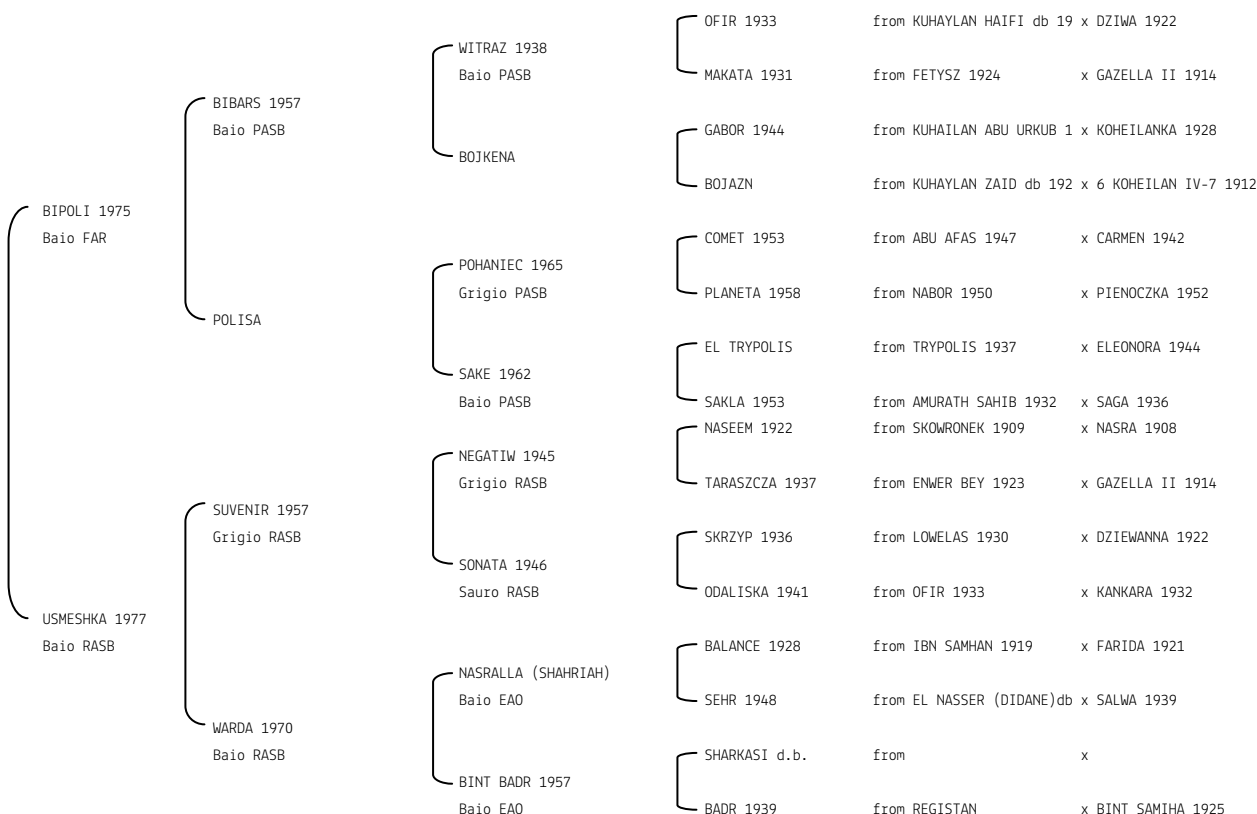 OFIR 1933 from KUHAYLAN HAIFI db 19 x DZIWA 1922
WITRAZ 1938
Baio PASB MAKATA 1931 from FETYSZ 1924 x GAZELLA II 1914
BIBARS 1957
Baio PASB GABOR 1944 from KUHAILAN ABU URKUB 1 x KOHEILANKA 1928
BOJKENA
BOJAZN from KUHAYLAN ZAID db 192 x 6 KOHEILAN IV-7 1912
BIPOLI 1975
Baio FAR COMET 1953 from ABU AFAS 1947 x CARMEN 1942
POHANIEC 1965
Grigio PASB PLANETA 1958 from NABOR 1950 x PIENOCZKA 1952
POLISA
EL TRYPOLIS from TRYPOLIS 1937 x ELEONORA 1944
SAKE 1962
Baio PASB SAKLA 1953 from AMURATH SAHIB 1932 x SAGA 1936
NASEEM 1922 from SKOWRONEK 1909 x NASRA 1908
NEGATIW 1945
Grigio RASB TARASZCZA 1937 from ENWER BEY 1923 x GAZELLA II 1914
SUVENIR 1957
Grigio RASB SKRZYP 1936 from LOWELAS 1930 x DZIEWANNA 1922
SONATA 1946
Sauro RASB ODALISKA 1941 from OFIR 1933 x KANKARA 1932
USMESHKA 1977
Baio RASB BALANCE 1928 from IBN SAMHAN 1919 x FARIDA 1921
NASRALLA (SHAHRIAH)
Baio EAO SEHR 1948 from EL NASSER (DIDANE)db x SALWA 1939
WARDA 1970
Baio RASB SHARKASI d.b. from x
BINT BADR 1957
Baio EAO BADR 1939 from REGISTAN x BINT SAMIHA 1925